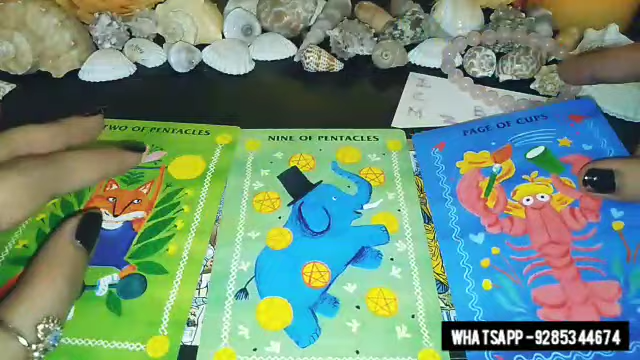 TWO OF PENTACLES
NINE OF PENTACLES
PAGE OF CUPS
WHATSAPP -9285344674